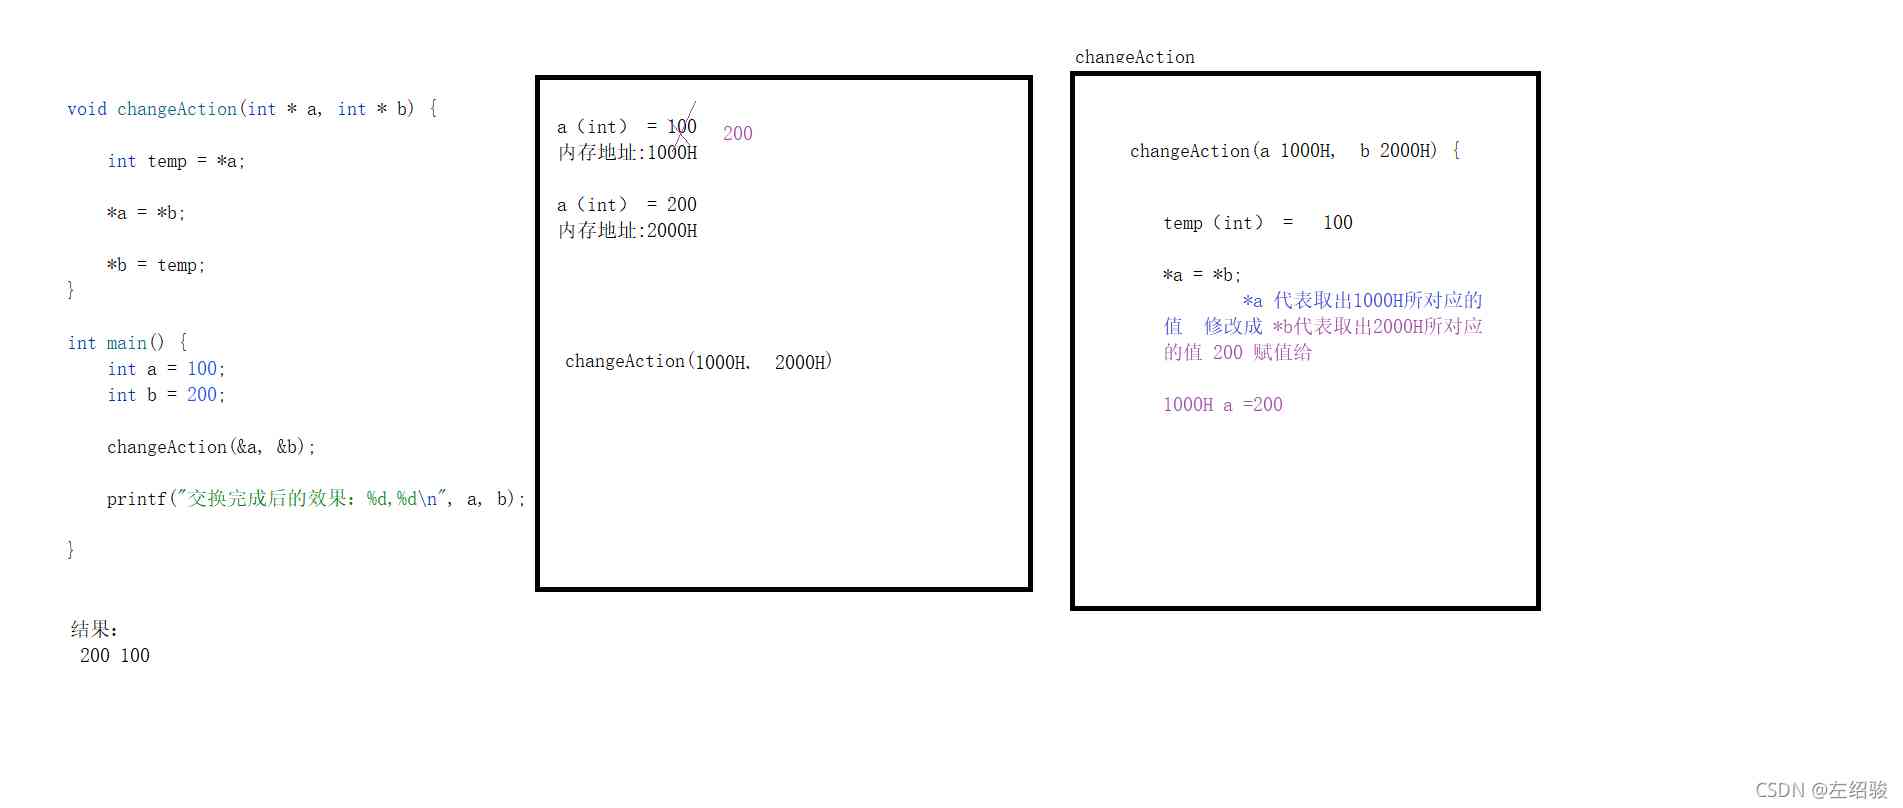 void changeAction(int * a, int * b) {
int temp = *a;
*a = *b;
*b = temp;
}
int main() {
int a = 100;
int b = 200;
changeAction(&a, &b);
printf("交换完成后的效果：%d,%d\n", a, b);
}
结果：
200 100
a（int） = 100 200
内存地址:1000H
a（int） = 200
内存地址:2000H
changeAction(1000H, 2000H)
changeAction
changeAction(a 1000H, b 2000H) {
temp（int） = 100
*a = *b;
*a 代表取出1000H所对应的
值 修改成 *b代表取出2000H所对应
的值 200 赋值给
1000H a =200
CSDN @左绍骏